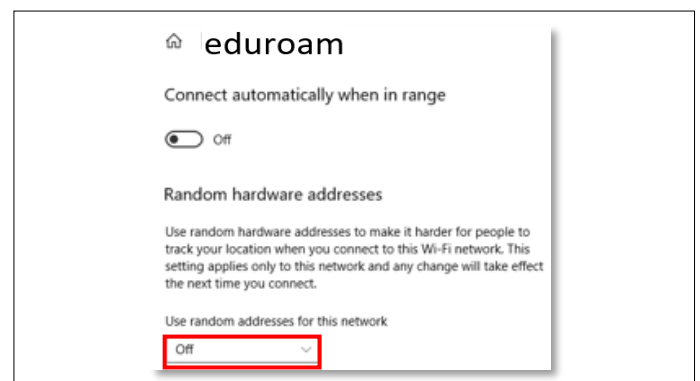 eduroam
Connect automatically when in range
Off
Random hardware addresses
Use random hardware addresses to make it harder for people to
track your location when you connect to this Wi-Fi network. This
setting applies only to this network and any change will take effect
the next time you connect.
Use random addresses for this network
Off